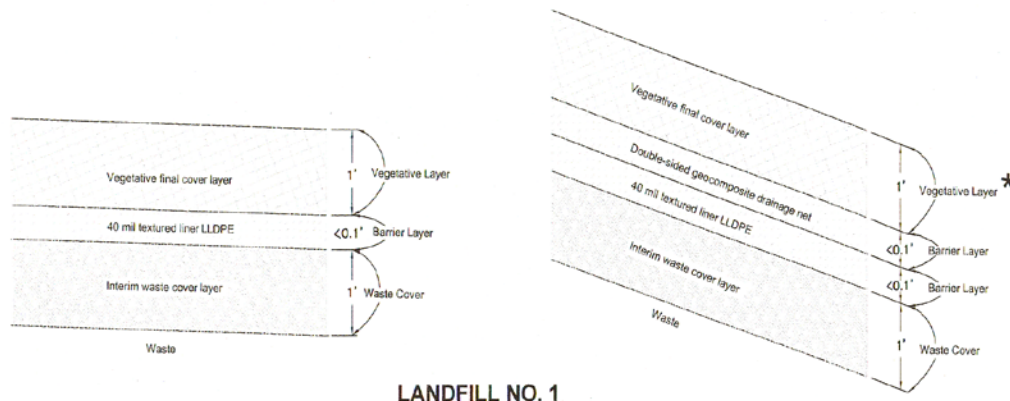 Vegetative final cover layer
1'
Vegetative Layer
40 mil textured liner LLDPE
<0.1'
Barrier Layer
Interim waste cover layer
1'
Waste Cover
Waste
Vegetative final cover layer
1'
Vegetative Layer *
Double-sided geocomposite drainage net
<0.1'
Barrier Layer
40 mil textured liner LLDPE
<0.1'
Barrier Layer
Interim waste cover layer
1'
Waste Cover
Waste
LANDFILL NO. 1